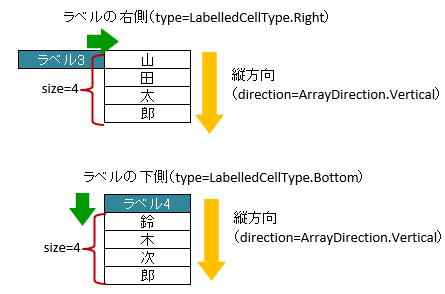 ラベルの右側(type=LabelledCellType.Right)
ラベル3
山
田
太
郎
size=4
縦方向
(direction=ArrayDirection.Vertical)
ラベルの下側(type=LabelledCellType.Bottom)
ラベル4
鈴
木
次
郎
size=4
縦方向
(direction=ArrayDirection.Vertical)